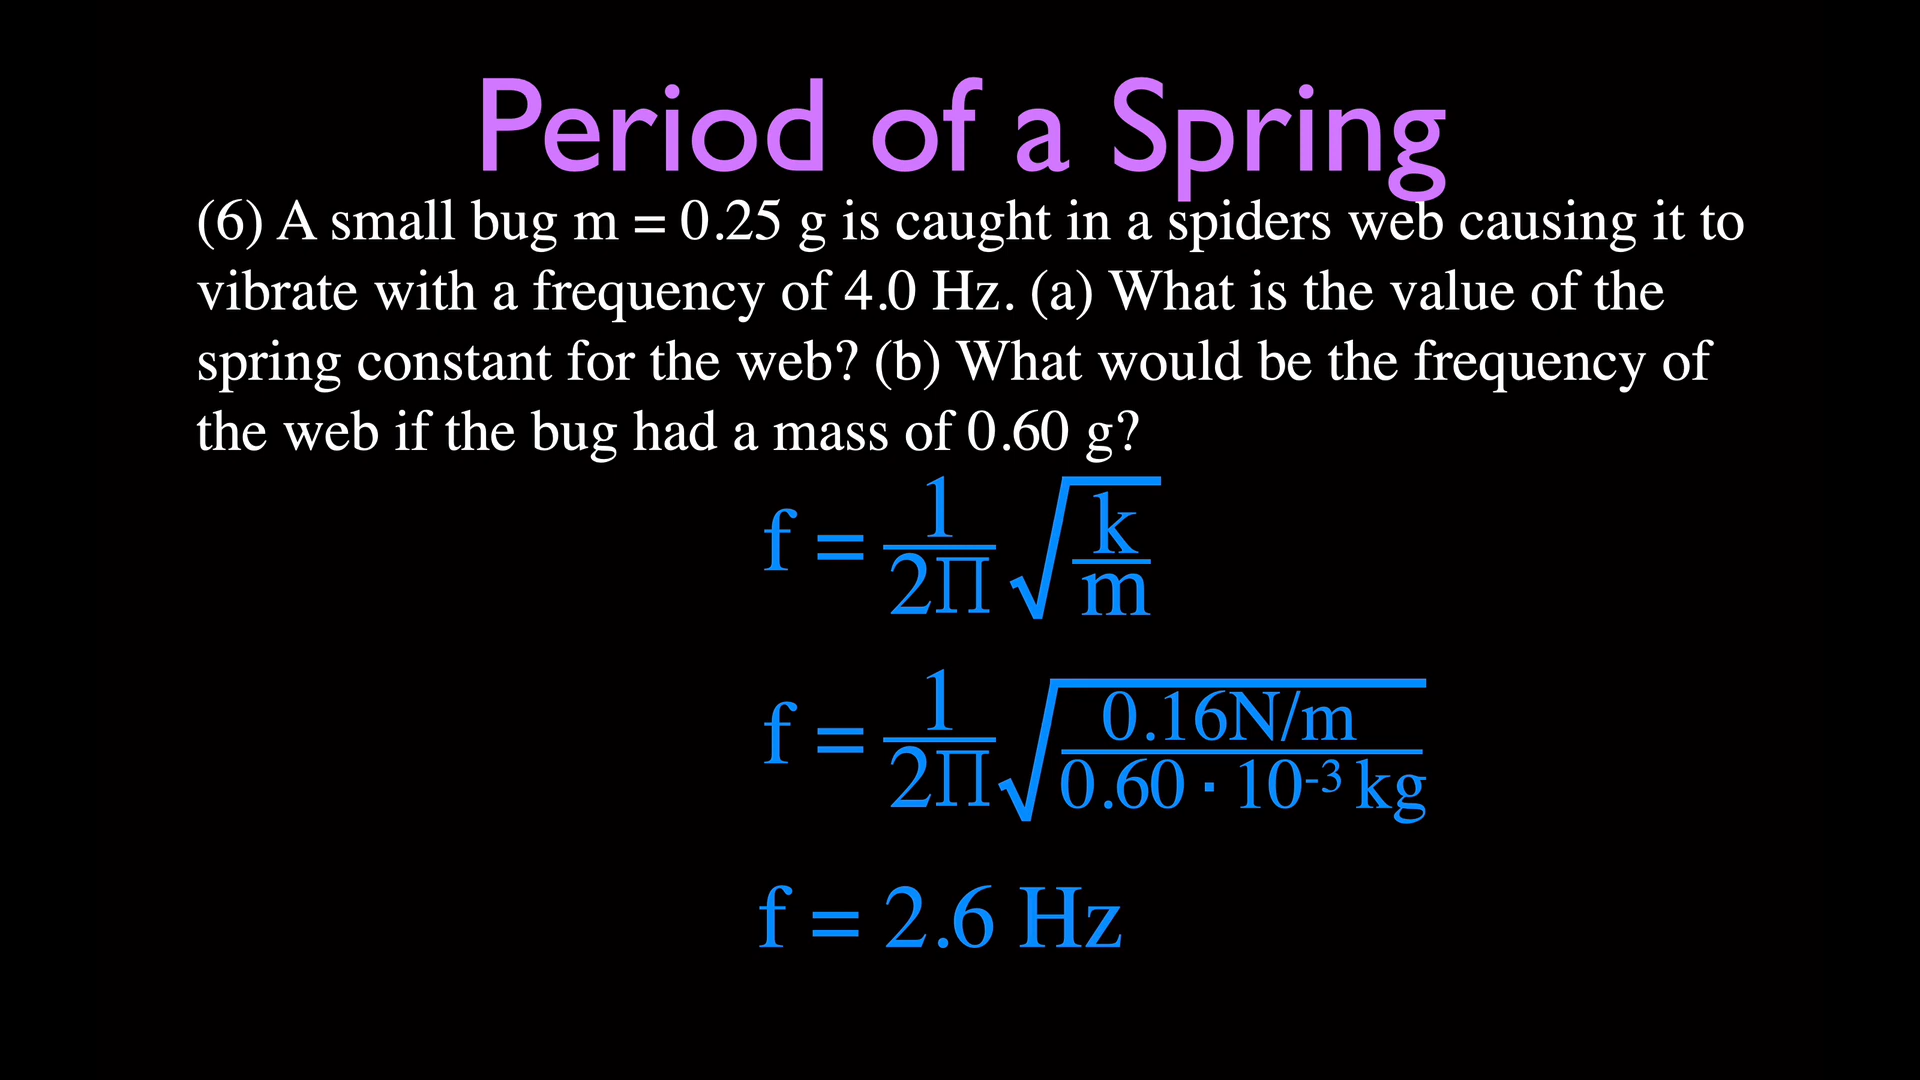 Period of a Spring
(6) A small bug m = 0.25 g is caught in a spiders web causing it to
vibrate with a frequency of 4.0 Hz. (a) What is the value of the
spring constant for the web? (b) What would be the frequency of
the web if the bug had a mass of 0.60 g?
f = 1/2Π √k/m
f = 1/2Π √0.16N/m / 0.60 · 10⁻³ kg
f = 2.6 Hz